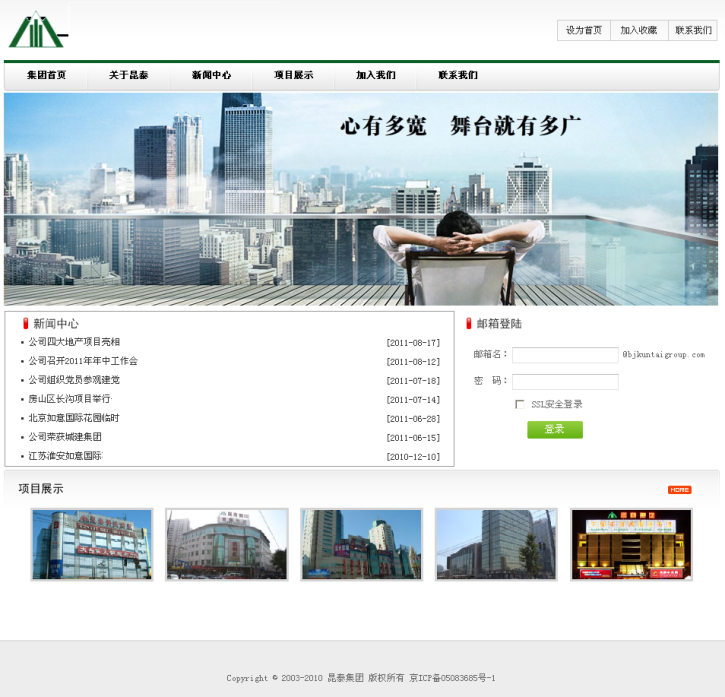 设为首页 加入收藏 联系我们
集团首页 关于昆泰 新闻中心 项目展示 加入我们 联系我们
心有多宽 舞台就有多广
新闻中心
公司四大地产项目亮相 [2011-08-17]
公司召开2011年年中工作会 [2011-08-12]
公司组织党员参观建党 [2011-07-18]
房山区长沟项目举行 [2011-07-14]
北京如意国际花园临时 [2011-06-28]
公司荣获城建集团 [2011-06-15]
江苏淮安如意国际 [2010-12-10]
邮箱登陆
邮箱名: @bjkuntaigroup.com
密 码:
SSL安全登录
登录
项目展示
MORE
Copyright © 2003-2010 昆泰集团 版权所有 京ICP备05083685号-1